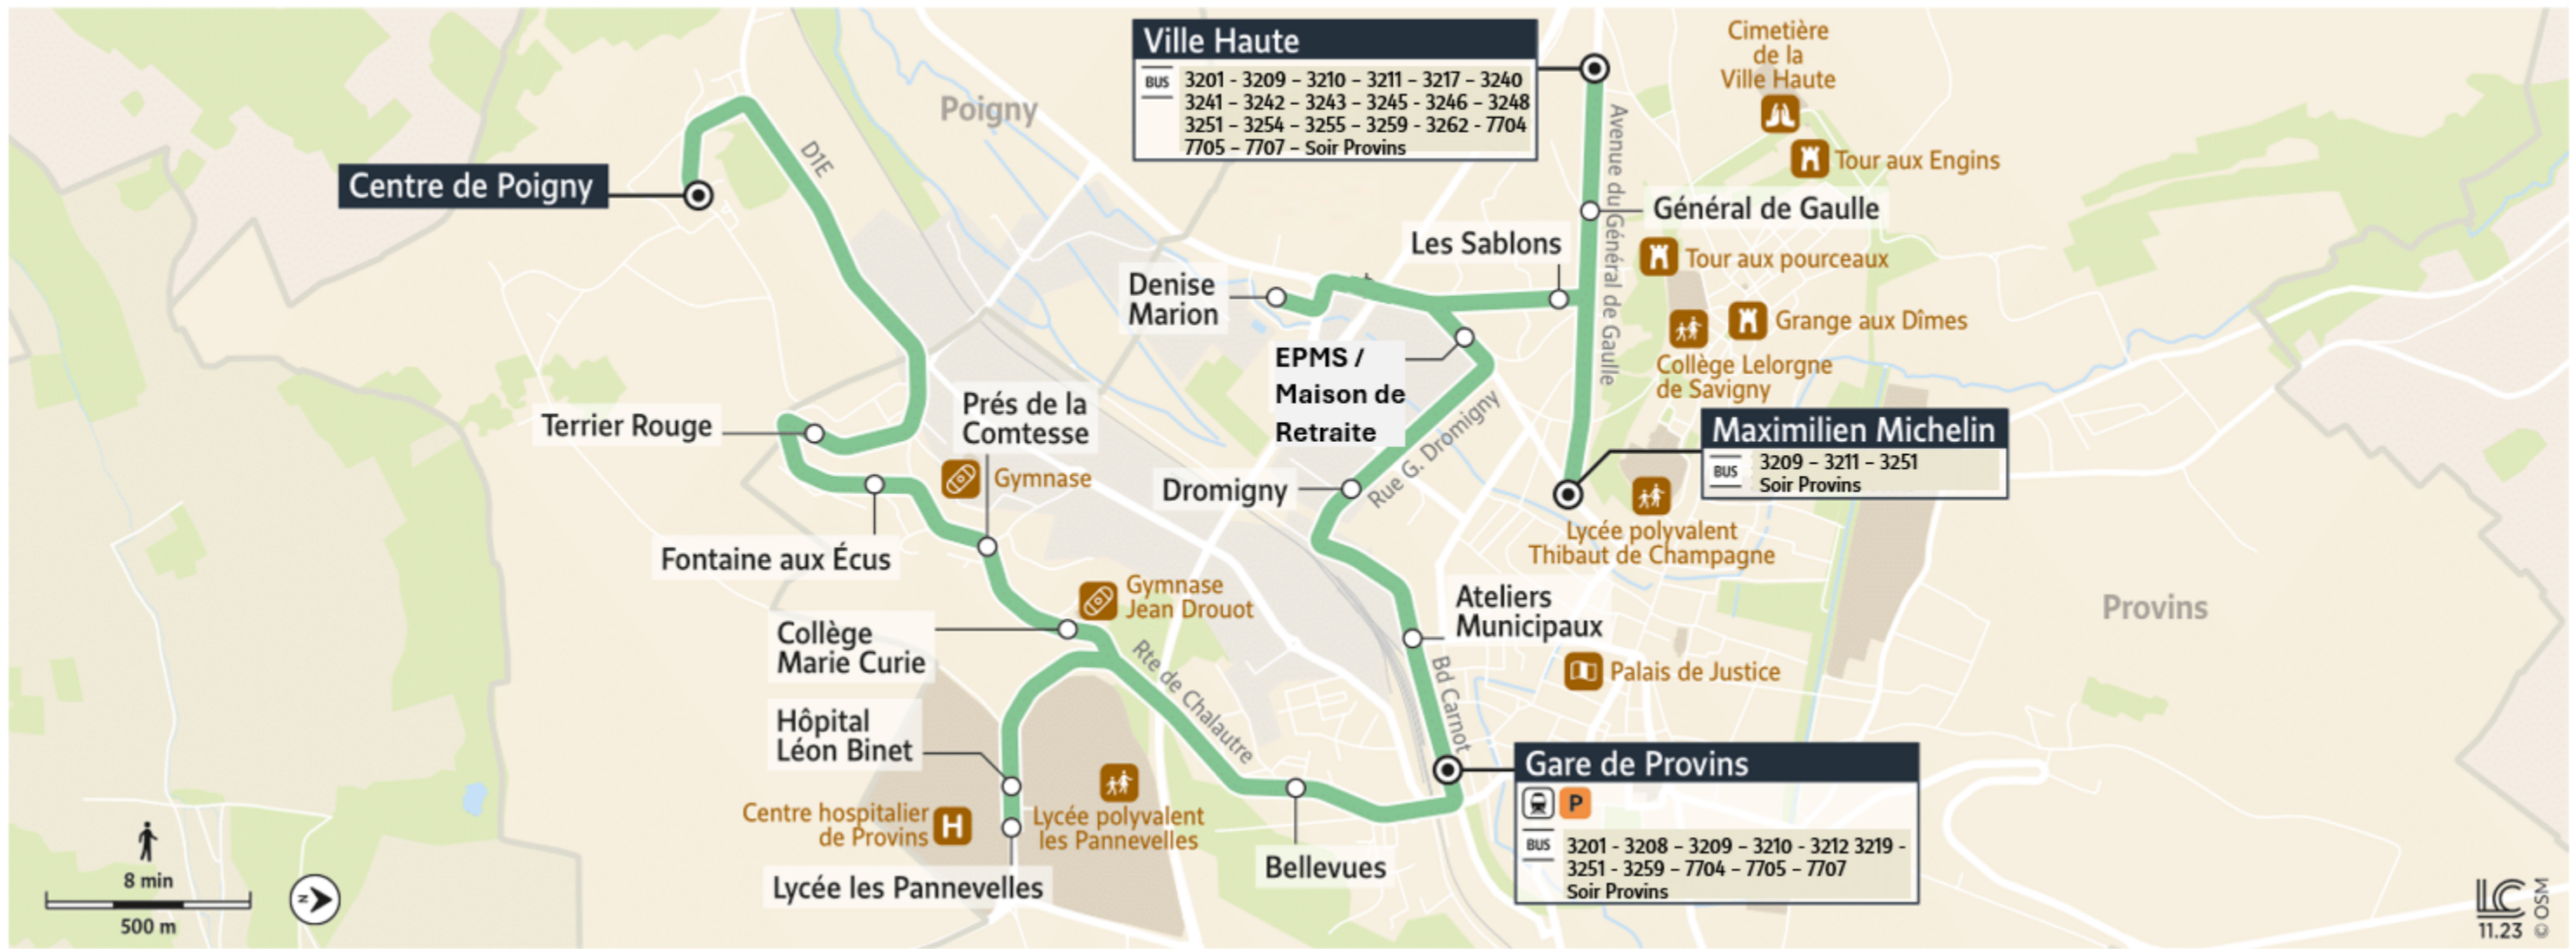 Ville Haute
BUS
3201 - 3209 – 3210 – 3211 – 3217 – 3240
3241 – 3242 – 3243 – 3245 - 3246 – 3248
3251 – 3254 – 3255 – 3259 - 3262 - 7704
7705 – 7707 – Soir Provins
Cimetière
de la
Ville Haute
Poigny
Tour aux Engins
D1E
Centre de Poigny
Avenue du Général de Gaulle
Général de Gaulle
Les Sablons
Tour aux pourceaux
Denise
Marion
Grange aux Dîmes
EPMS /
Maison de
Retraite
Collège Lelorgne
de Savigny
Prés de la
Comtesse
Terrier Rouge
Maximilien Michelin
BUS
3209 – 3211 – 3251
Soir Provins
Gymnase
Dromigny
Rue G. Dromigny
Lycée polyvalent
Thibaut de Champagne
Fontaine aux Écus
Gymnase
Jean Drouot
Ateliers
Municipaux
Provins
Collège
Marie Curie
Rte de Chalautre
Bd Carnot
Palais de Justice
Hôpital
Léon Binet
Centre hospitalier
de Provins
H
Lycée polyvalent
les Pannevelles
Gare de Provins
P
BUS
3201 - 3208 – 3209 – 3210 - 3212 3219 -
3251 - 3259 – 7704 – 7705 – 7707
Soir Provins
Bellevues
Lycée les Pannevelles
8 min
500 m
N
LC
11.23
© OSM